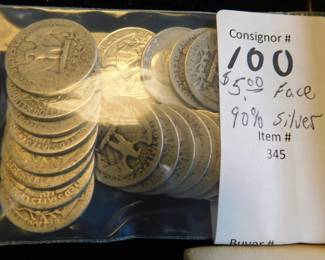 Consignor #
100
$5.00 Face
90% Silver
Item #
345
Buyer #